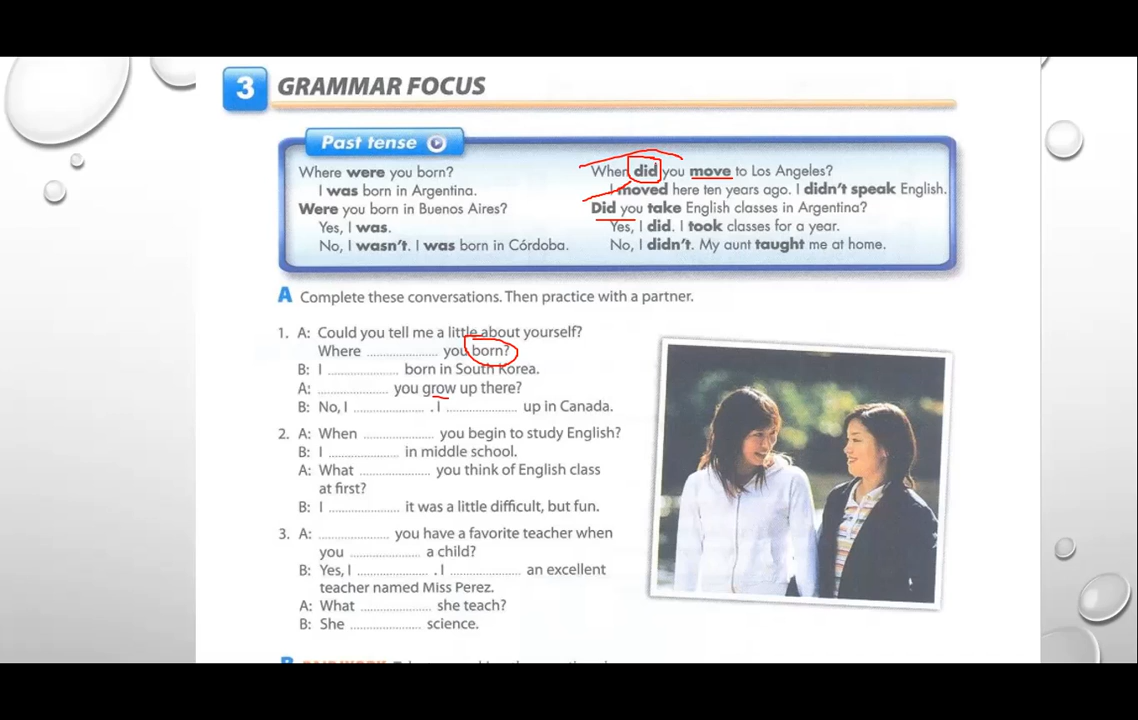 3 GRAMMAR FOCUS
Past tense
Where were you born?
I was born in Argentina.
Were you born in Buenos Aires?
Yes, I was.
No, I wasn't. I was born in Córdoba.
When did you move to Los Angeles?
I moved here ten years ago. I didn't speak English.
Did you take English classes in Argentina?
Yes, I did. I took classes for a year.
No, I didn't. My aunt taught me at home.
A Complete these conversations. Then practice with a partner.
1. A: Could you tell me a little about yourself?
Where .................. you born?
B: I .................. born in South Korea.
A: .................. you grow up there?
B: No, I .................. . I .................. up in Canada.
2. A: When .................. you begin to study English?
B: I .................. in middle school.
A: What .................. you think of English class
at first?
B: I .................. it was a little difficult, but fun.
3. A: .................. you have a favorite teacher when
you .................. a child?
B: Yes, I .................. . I .................. an excellent
teacher named Miss Perez.
A: What .................. she teach?
B: She .................. science.